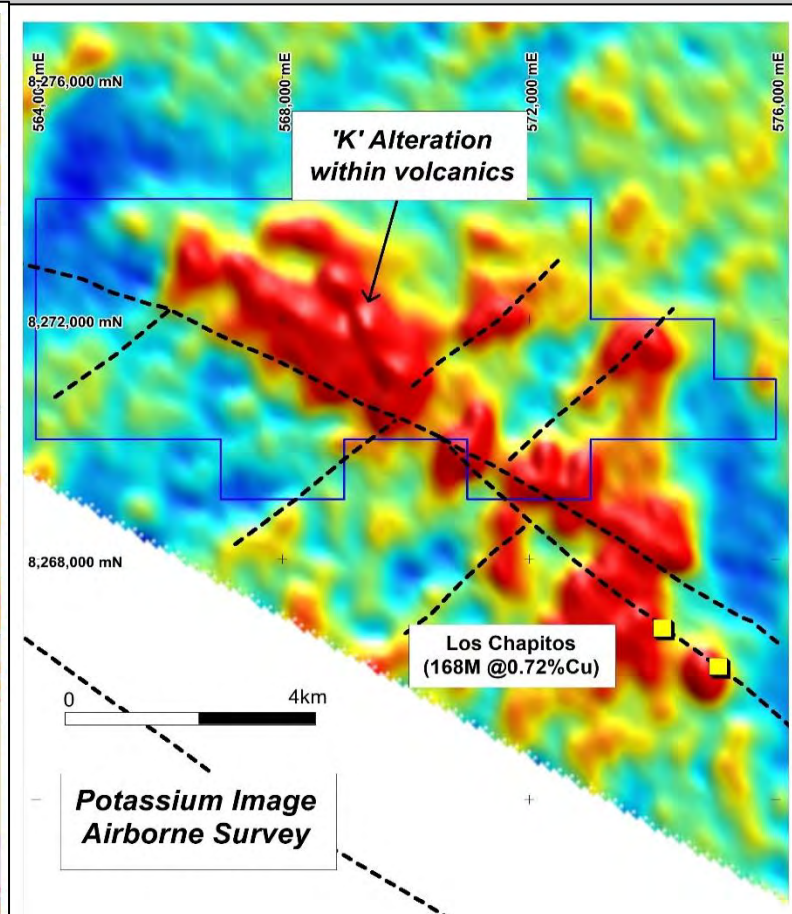 564,000 mE
568,000 mE
572,000 mE
576,000 mE
8,276,000 mN
'K' Alteration
within volcanics
8,272,000 mN
8,268,000 mN
Los Chapitos
(168M @0.72%Cu)
0 4km
Potassium Image
Airborne Survey